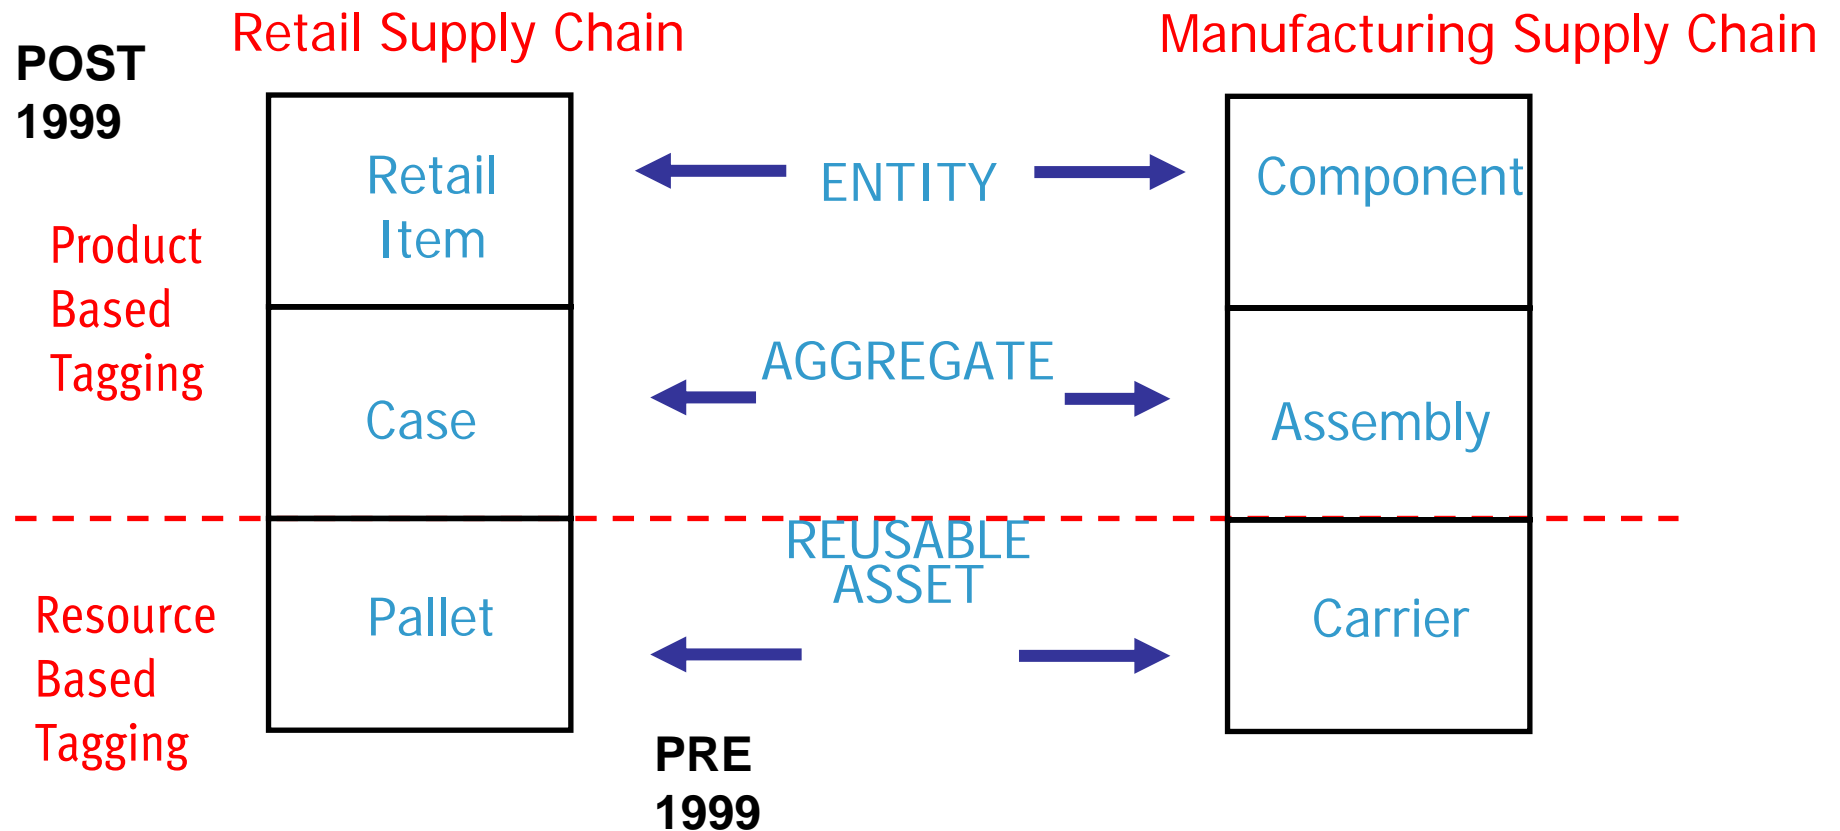 Retail Supply Chain
Manufacturing Supply Chain
POST
1999
Retail
Item
ENTITY
Component
Product
Based
Tagging
AGGREGATE
Case
Assembly
REUSABLE
ASSET
Resource
Based
Tagging
Pallet
Carrier
PRE
1999